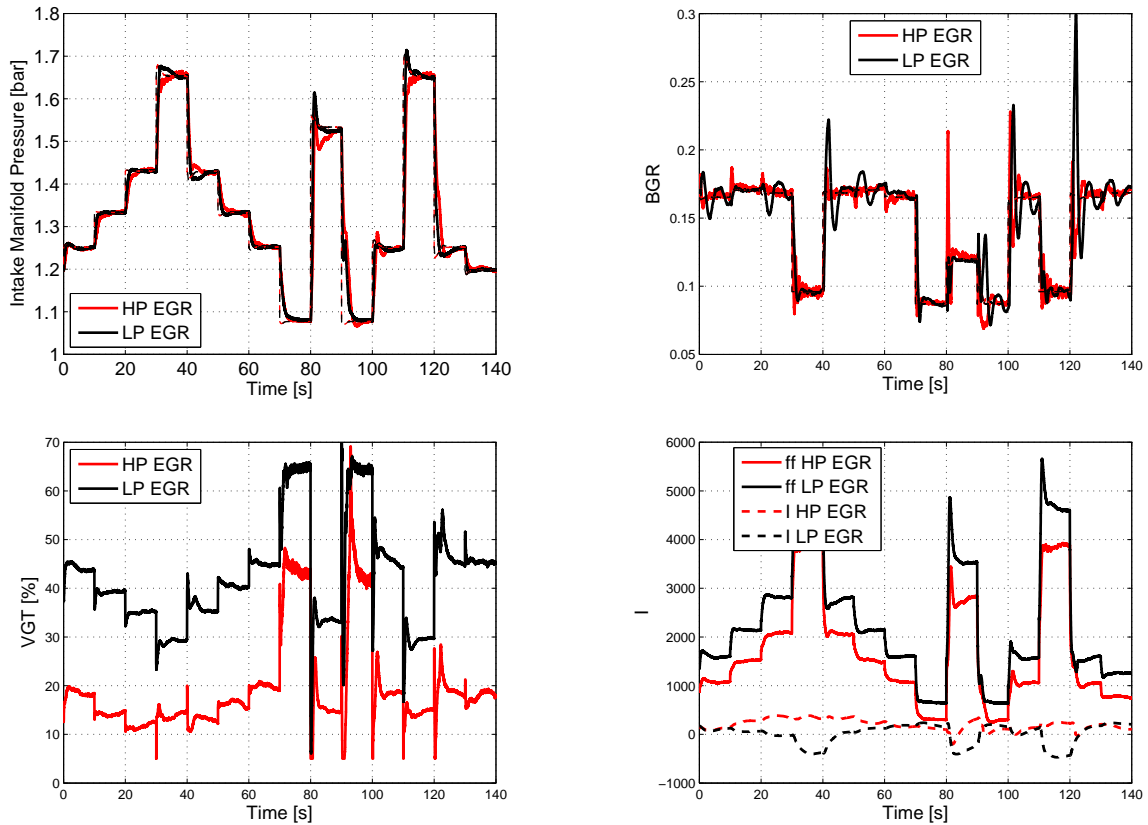 1.8
1.7
1.6
1.5
1.4
1.3
1.2
1.1
1
Intake Manifold Pressure [bar]
HP EGR
LP EGR
0 20 40 60 80 100 120 140
Time [s]
0.3
0.25
0.2
0.15
0.1
0.05
BGR
HP EGR
LP EGR
0 20 40 60 80 100 120 140
Time [s]
70
60
50
40
30
20
10
0
VGT [%]
HP EGR
LP EGR
0 20 40 60 80 100 120 140
Time [s]
6000
5000
4000
3000
2000
1000
0
−1000
I
ff HP EGR
ff LP EGR
I HP EGR
I LP EGR
0 20 40 60 80 100 120 140
Time [s]